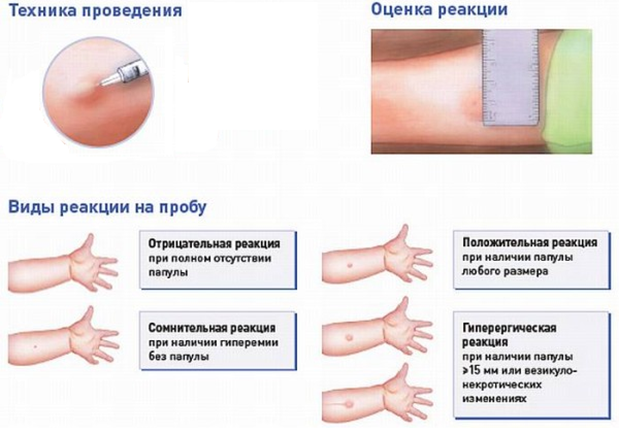 Техника проведения
Оценка реакции
Виды реакции на пробу
Отрицательная реакция
при полном отсутствии
папулы
Положительная реакция
при наличии папулы
любого размера
Сомнительная реакция
при наличии гиперемии
без папулы
Гиперергическая
реакция
при наличии папулы
≥15 мм или везикуло-
некротических
изменениях